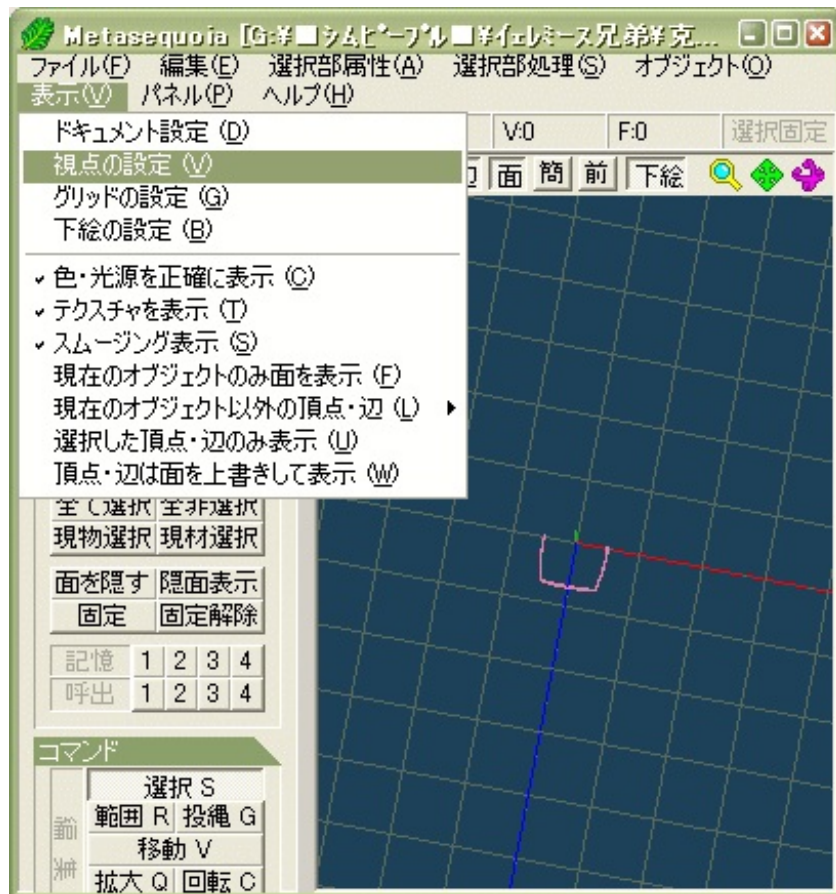 Metasequoia [G:¥■ｼﾑﾋﾟｰﾌﾟﾙ■¥ｲｪﾚﾐｰｽ兄弟¥克...
ファイル(F) 編集(E) 選択部属性(A) 選択部処理(S) オブジェクト(O)
表示(V) パネル(P) ヘルプ(H)
V:0 F:0 選択固定
面 簡 前 下絵
ドキュメント設定 (D)
視点の設定 (V)
グリッドの設定 (G)
下絵の設定 (B)
色・光源を正確に表示 (C)
テクスチャを表示 (T)
スムージング表示 (S)
現在のオブジェクトのみ面を表示 (F)
現在のオブジェクト以外の頂点・辺 (L)
選択した頂点・辺のみ表示 (U)
頂点・辺は面を上書きして表示 (W)
全て選択 全非選択
現物選択 現材選択
面を隠す 隠面表示
固定 固定解除
記憶 1 2 3 4
呼出 1 2 3 4
コマンド
選択 S
範囲 R 投縄 G
移動 V
拡大 Q 回転 C